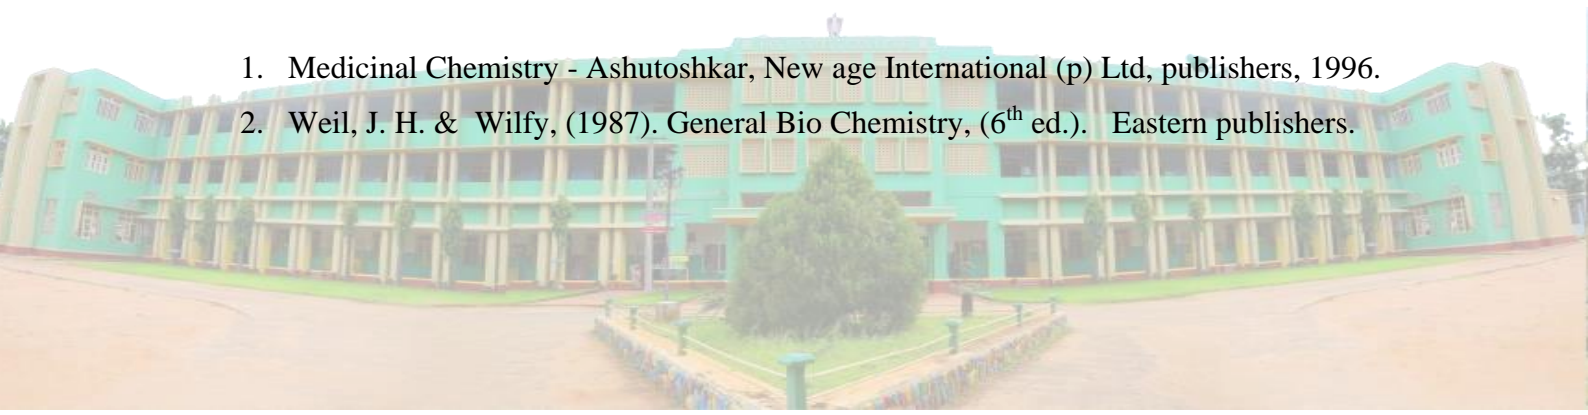 1. Medicinal Chemistry - Ashutoshkar, New age International (p) Ltd, publishers, 1996.
2. Weil, J. H. & Wilfy, (1987). General Bio Chemistry, (6th ed.). Eastern publishers.